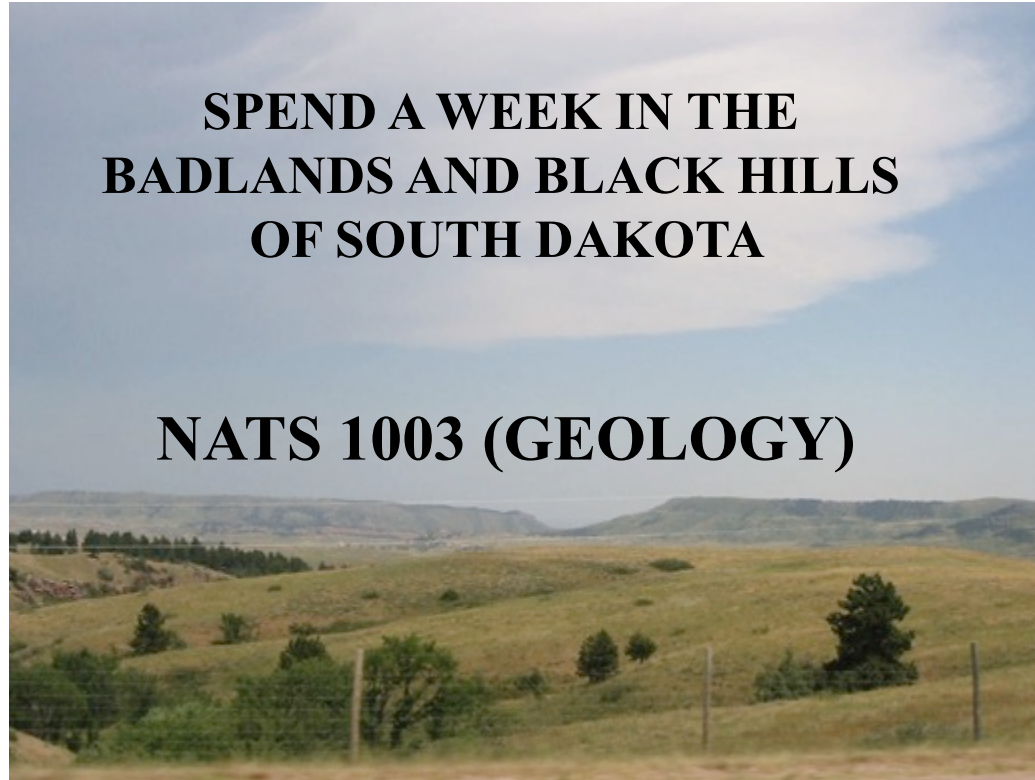 SPEND A WEEK IN THE
BADLANDS AND BLACK HILLS
OF SOUTH DAKOTA
NATS 1003 (GEOLOGY)